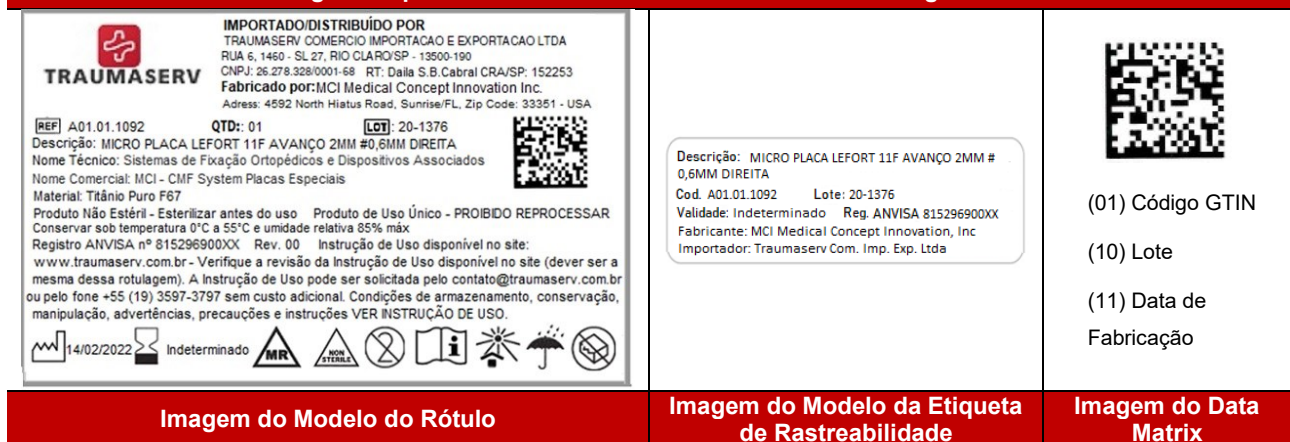 IMPORTADO/DISTRIBUÍDO POR
TRAUMASERV COMERCIO IMPORTACAO E EXPORTACAO LTDA
RUA 6, 1460 - SL 27, RIO CLARO/SP - 13500-190
CNPJ: 26.278.328/0001-68 RT: Daila S.B.Cabral CRA/SP: 152253
Fabricado por:MCI Medical Concept Innovation Inc.
Adress: 4592 North Hiatus Road, Sunrise/FL, Zip Code: 33351 - USA
TRAUMASERV
REF A01.01.1092 QTD:: 01 LOT: 20-1376
Descrição: MICRO PLACA LEFORT 11F AVANÇO 2MM #0,6MM DIREITA
Nome Técnico: Sistemas de Fixação Ortopédicos e Dispositivos Associados
Nome Comercial: MCI - CMF System Placas Especiais
Material: Titânio Puro F67
Produto Não Estéril - Esterilizar antes do uso Produto de Uso Único - PROIBIDO REPROCESSAR
Conservar sob temperatura 0°C a 55°C e umidade relativa 85% máx
Registro ANVISA nº 815296900XX Rev. 00 Instrução de Uso disponível no site:
www.traumaserv.com.br - Verifique a revisão da Instrução de Uso disponível no site (dever ser a
mesma dessa rotulagem). A Instrução de Uso pode ser solicitada pelo contato@traumaserv.com.br
ou pelo fone +55 (19) 3597-3797 sem custo adicional. Condições de armazenamento, conservação,
manipulação, advertências, precauções e instruções VER INSTRUÇÃO DE USO.
14/02/2022 Indeterminado MR NON STERILE 2 i
Imagem do Modelo do Rótulo
Descrição: MICRO PLACA LEFORT 11F AVANÇO 2MM #
0,6MM DIREITA
Cod. A01.01.1092 Lote: 20-1376
Validade: Indeterminado Reg. ANVISA 815296900XX
Fabricante: MCI Medical Concept Innovation, Inc
Importador: Traumaserv Com. Imp. Exp. Ltda
Imagem do Modelo da Etiqueta
de Rastreabilidade
(01) Código GTIN
(10) Lote
(11) Data de
Fabricação
Imagem do Data
Matrix